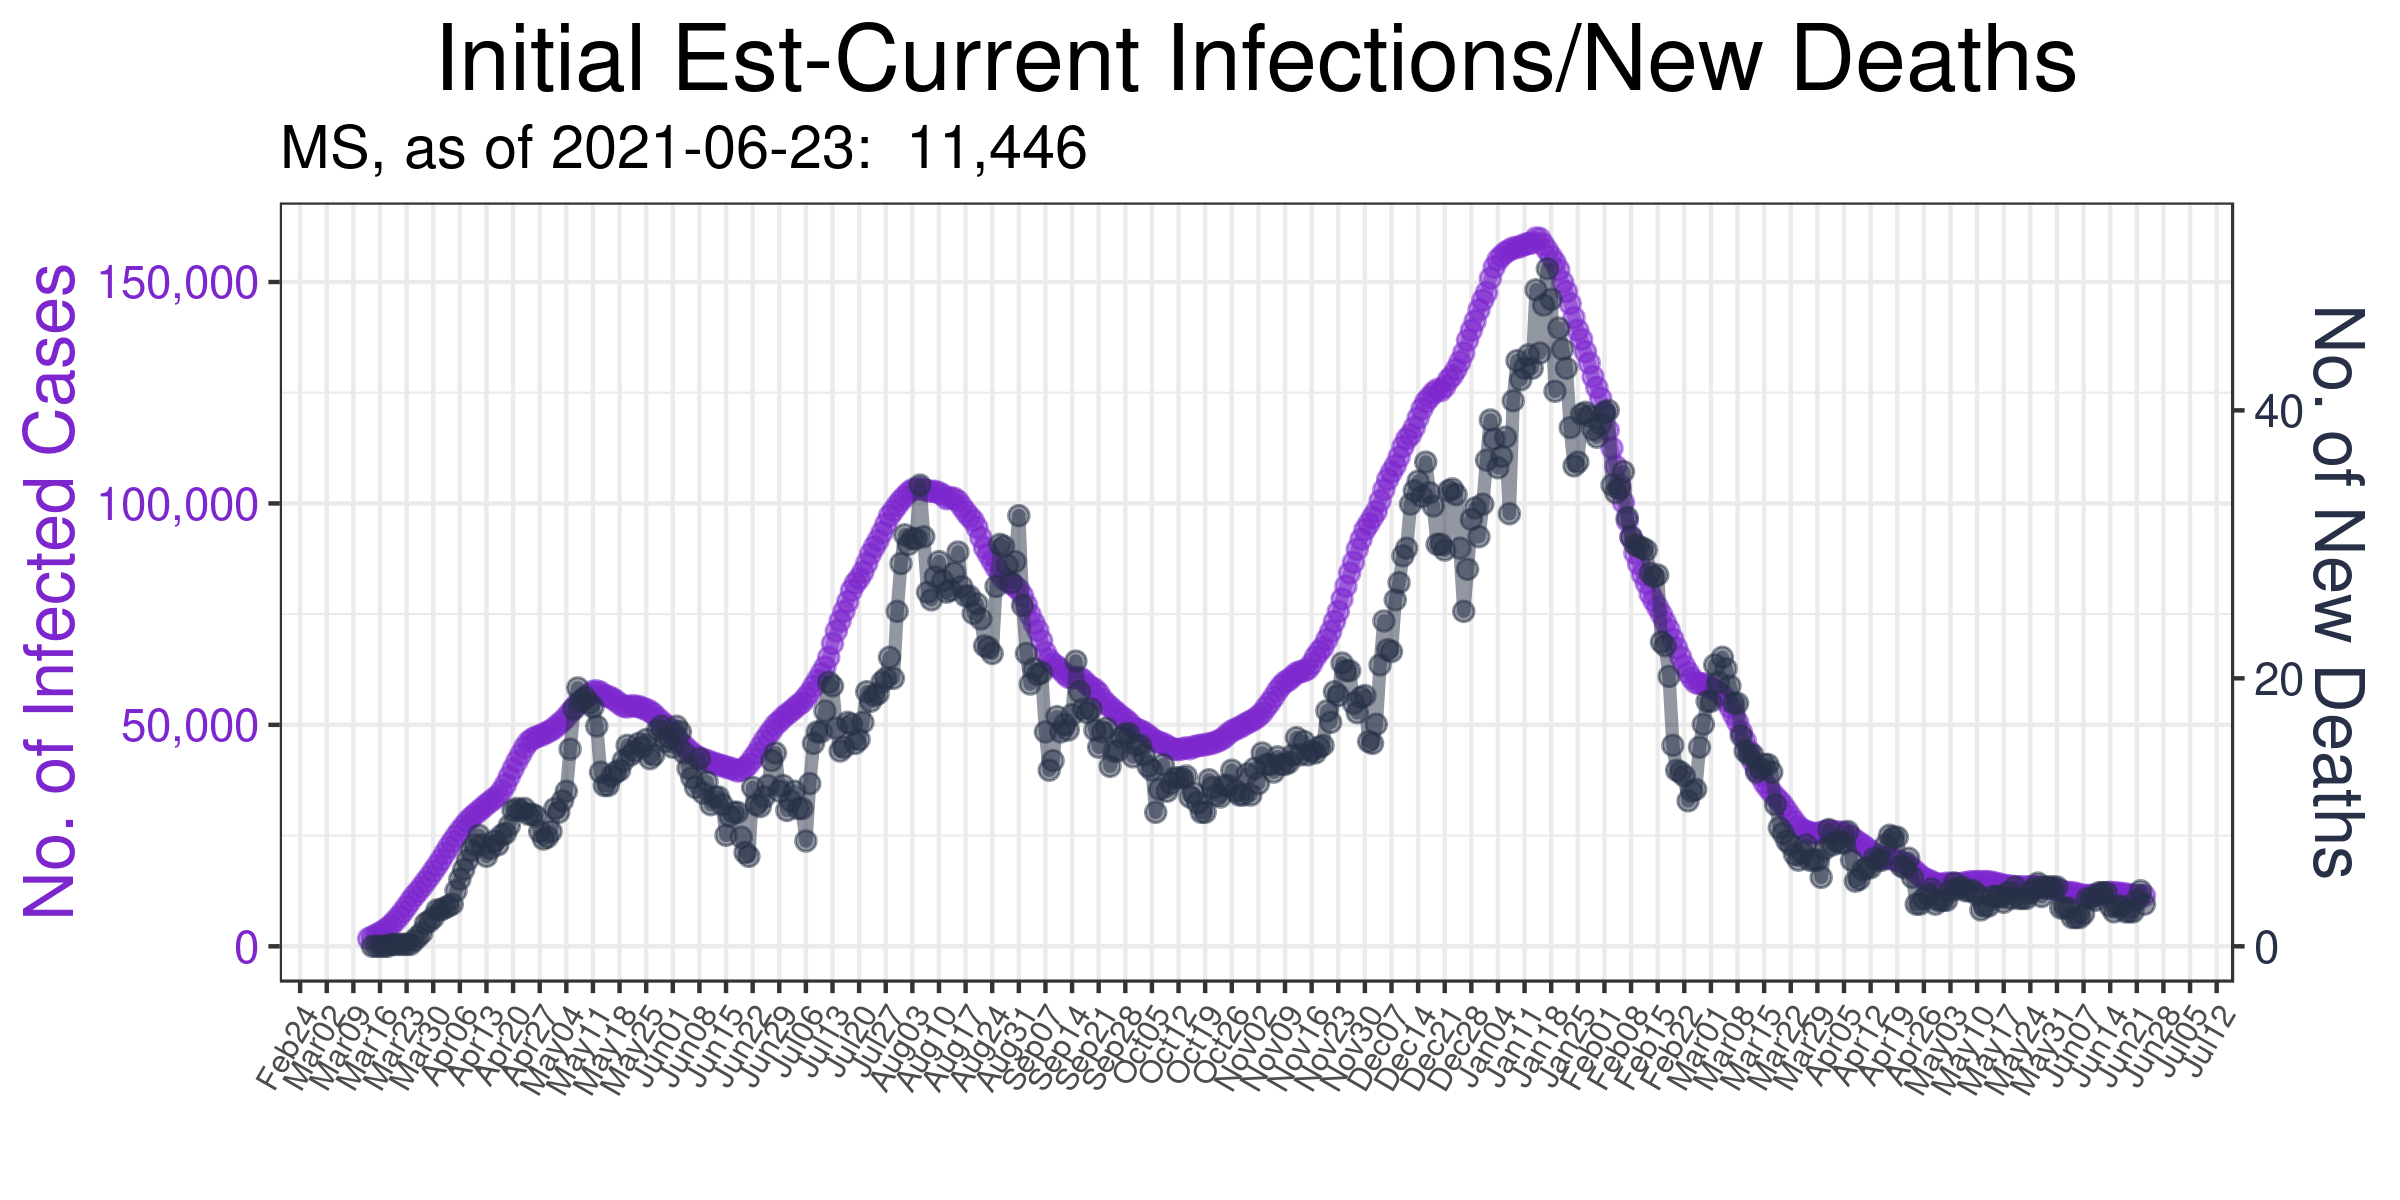 Initial Est-Current Infections/New Deaths
MS, as of 2021-06-23:  11,446
No. of Infected Cases
150,000
100,000
50,000
0
No. of New Deaths
40
20
0
Feb24
Mar02
Mar09
Mar16
Mar23
Mar30
Apr06
Apr13
Apr20
Apr27
May04
May11
May18
May25
Jun01
Jun08
Jun15
Jun22
Jun29
Jul06
Jul13
Jul20
Jul27
Aug03
Aug10
Aug17
Aug24
Aug31
Sep07
Sep14
Sep21
Sep28
Oct05
Oct12
Oct19
Oct26
Nov02
Nov09
Nov16
Nov23
Nov30
Dec07
Dec14
Dec21
Dec28
Jan04
Jan11
Jan18
Jan25
Feb01
Feb08
Feb15
Feb22
Mar01
Mar08
Mar15
Mar22
Mar29
Apr05
Apr12
Apr19
Apr26
May03
May10
May17
May24
May31
Jun07
Jun14
Jun21
Jun28
Jul05
Jul12